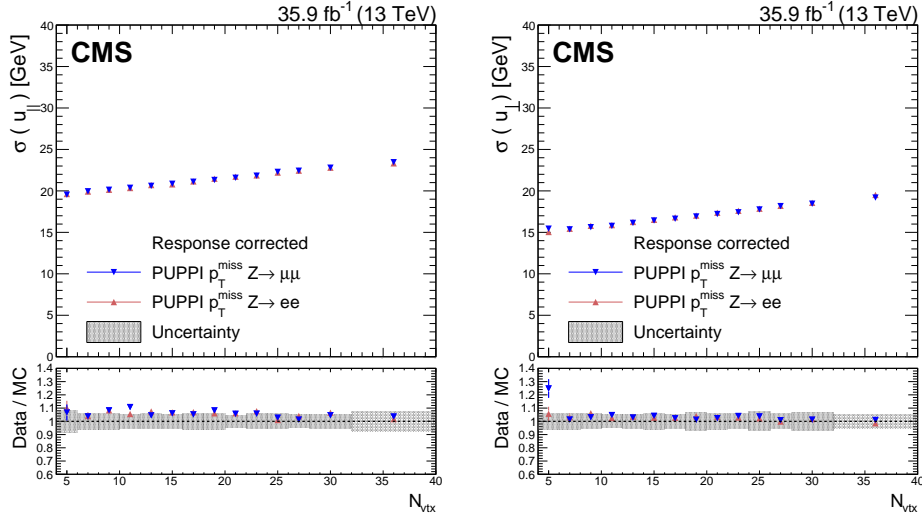 35.9 fb⁻¹ (13 TeV)
CMS
σ ( u_|| ) [GeV]
40
35
30
25
20
15
10
5
0
Response corrected
PUPPI p_T^miss Z→ μμ
PUPPI p_T^miss Z→ ee
Uncertainty
Data / MC
1.4
1.3
1.2
1.1
1
0.9
0.8
0.7
0.6
5 10 15 20 25 30 35 40
N_vtx
35.9 fb⁻¹ (13 TeV)
CMS
σ ( u_⊥ ) [GeV]
40
35
30
25
20
15
10
5
0
Response corrected
PUPPI p_T^miss Z→ μμ
PUPPI p_T^miss Z→ ee
Uncertainty
Data / MC
1.4
1.3
1.2
1.1
1
0.9
0.8
0.7
0.6
5 10 15 20 25 30 35 40
N_vtx